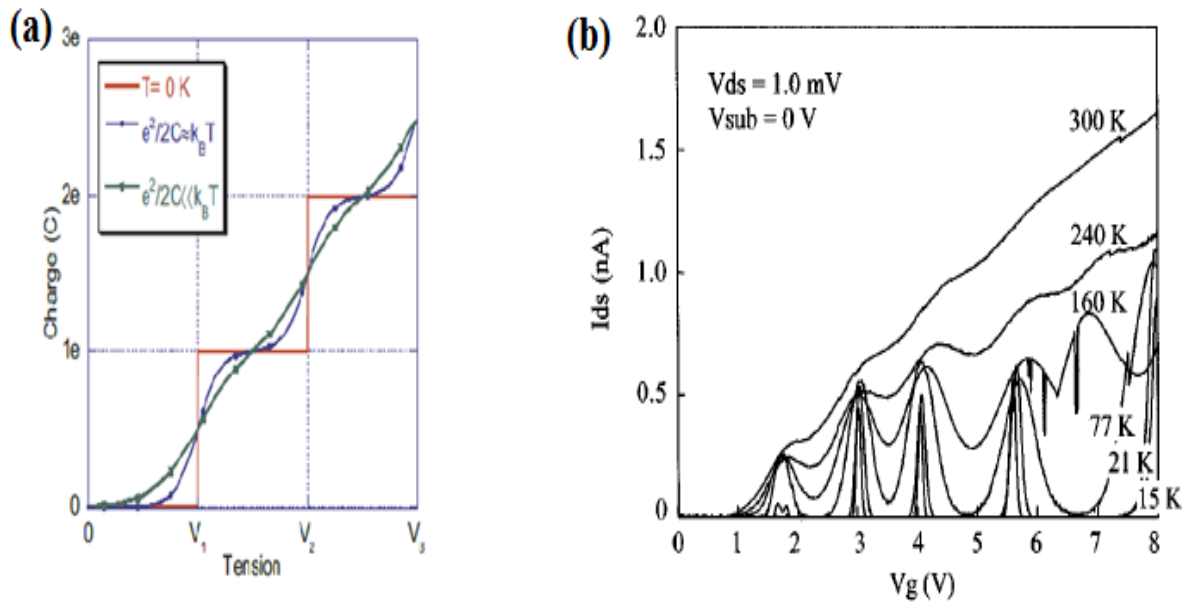 (a)
3e
T= 0 K
e²/2C≈k_BT
e²/2C⟨⟨k_BT
2e
1e
0
Chargo (C)
0 V₁ V₂ V₃
Tension
(b)
2.0
Vds = 1.0 mV
Vsub = 0 V
300 K
1.5
240 K
1.0
160 K
0.5
77 K
21 K
15 K
0
Ids (nA)
0 1 2 3 4 5 6 7 8
Vg (V)